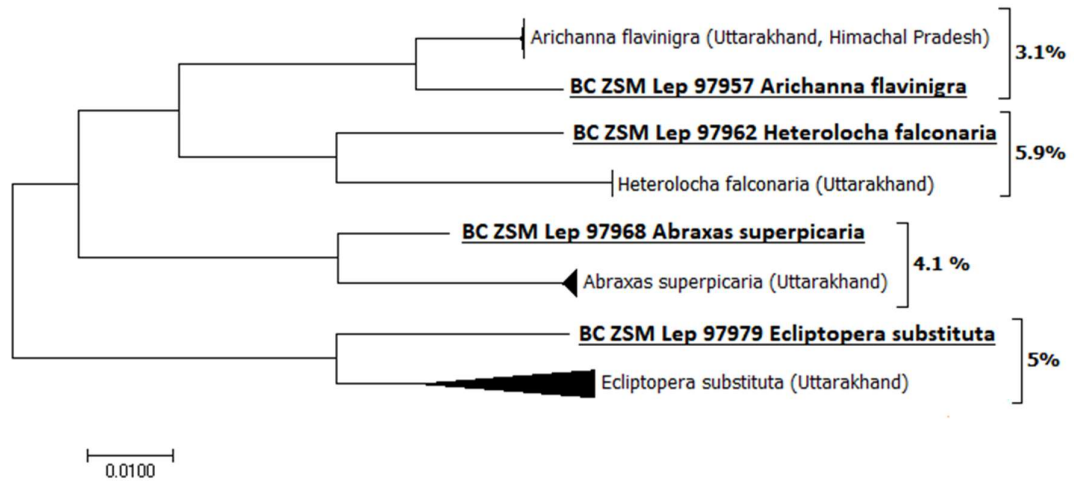 Arichanna flavinigra (Uttarakhand, Himachal Pradesh)
3.1%
BC ZSM Lep 97957 Arichanna flavinigra
BC ZSM Lep 97962 Heterolocha falconaria
5.9%
Heterolocha falconaria (Uttarakhand)
BC ZSM Lep 97968 Abraxas superpicaria
4.1 %
Abraxas superpicaria (Uttarakhand)
BC ZSM Lep 97979 Ecliptopera substituta
5%
Ecliptopera substituta (Uttarakhand)
0.0100